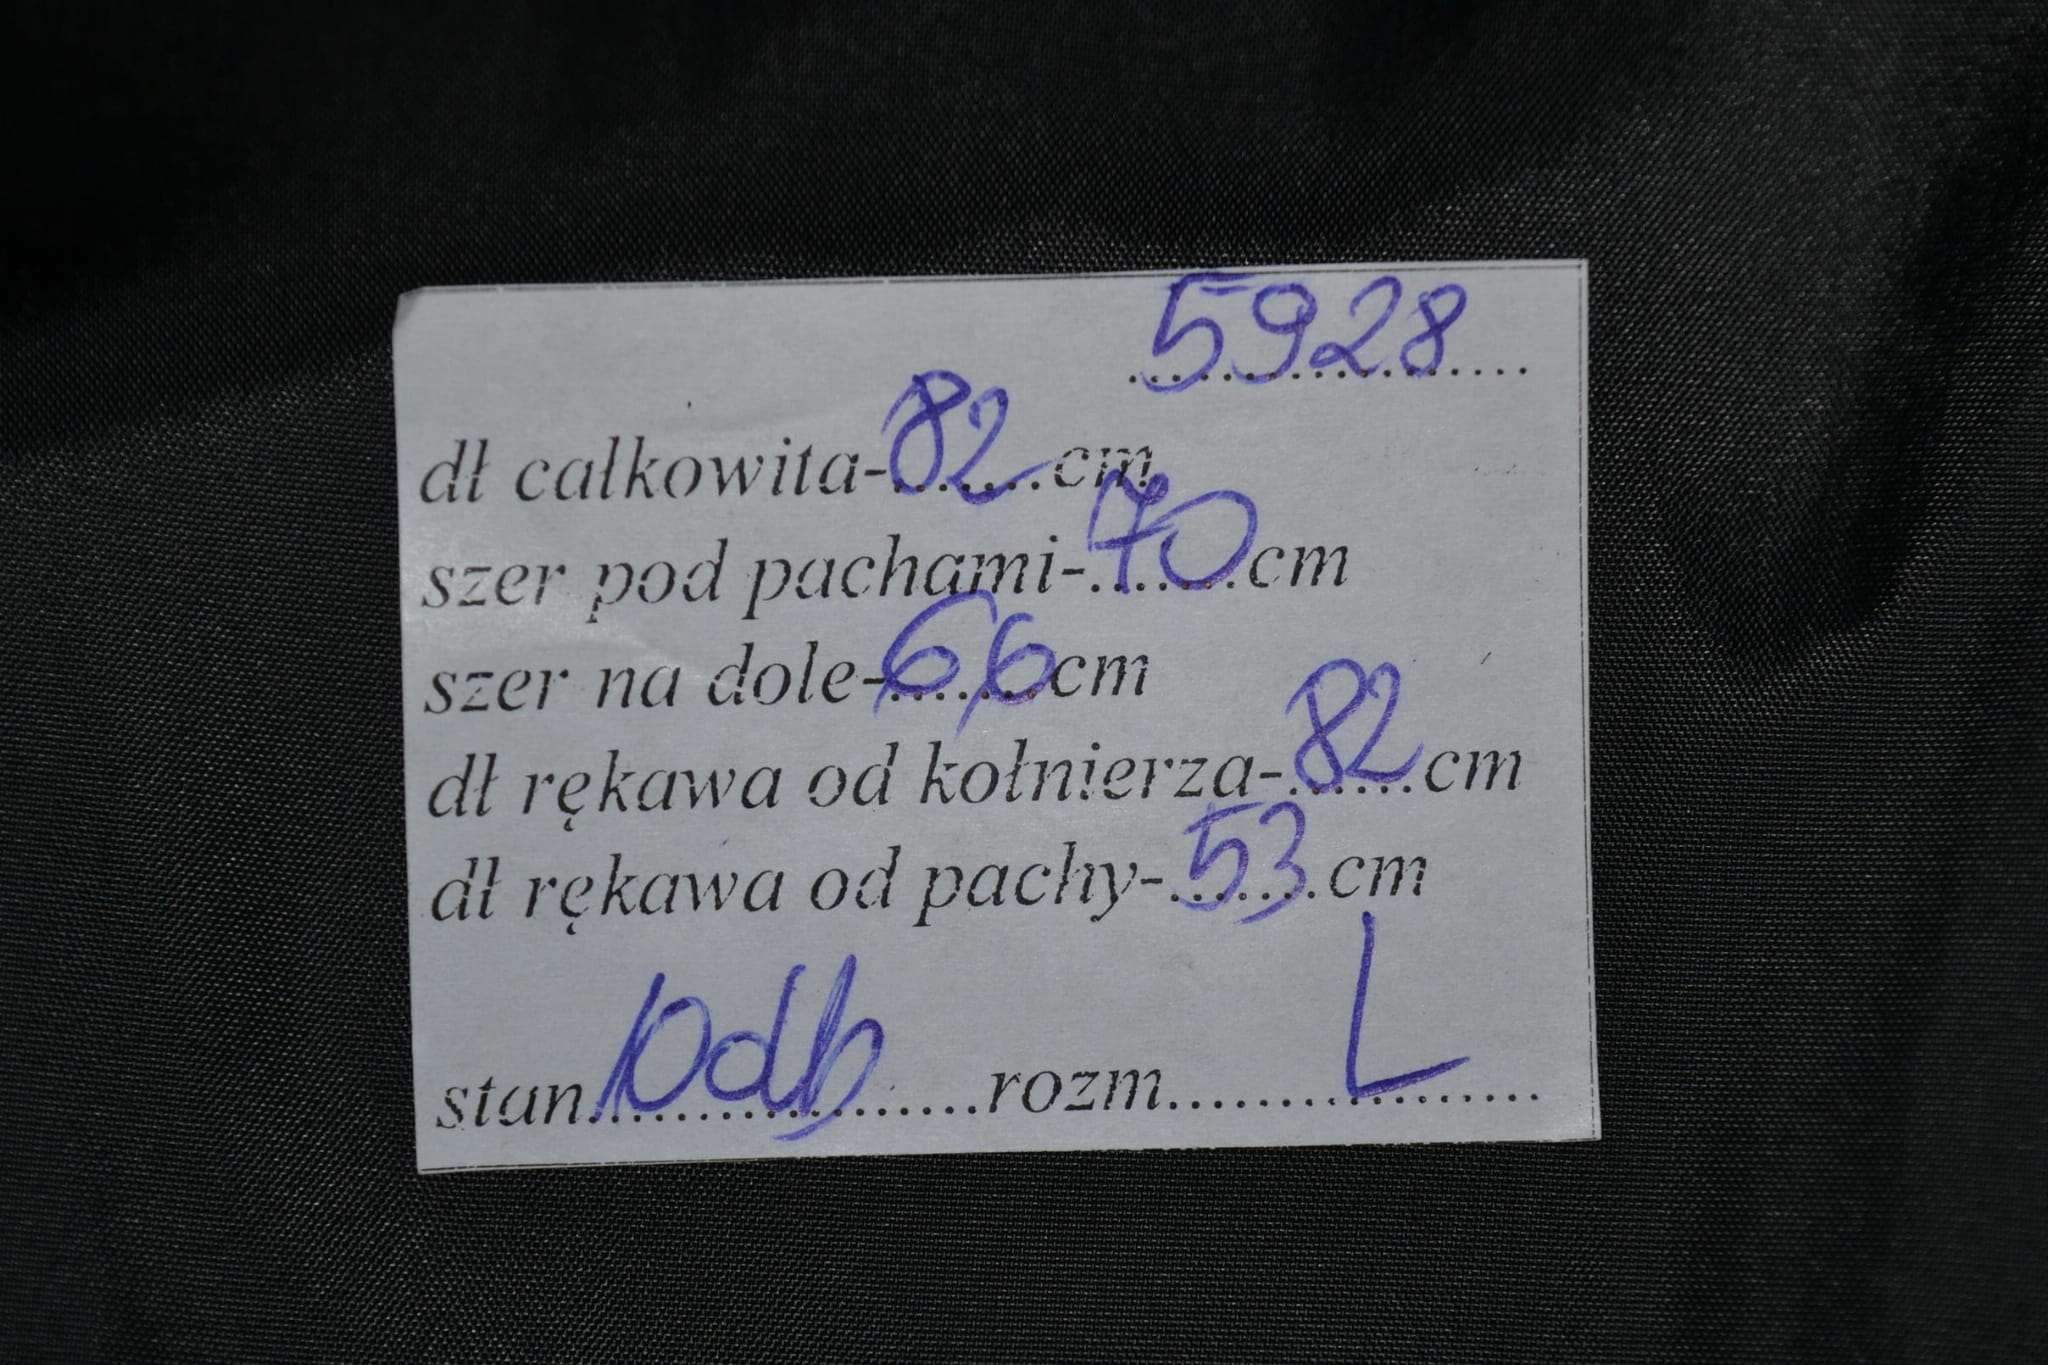 5928
dł całkowita-82cm
szer pod pachami-70cm
szer na dole-66cm
dł rękawa od kołnierza-82cm
dł rękawa od pachy-53cm
stan.................rozm.........L.........